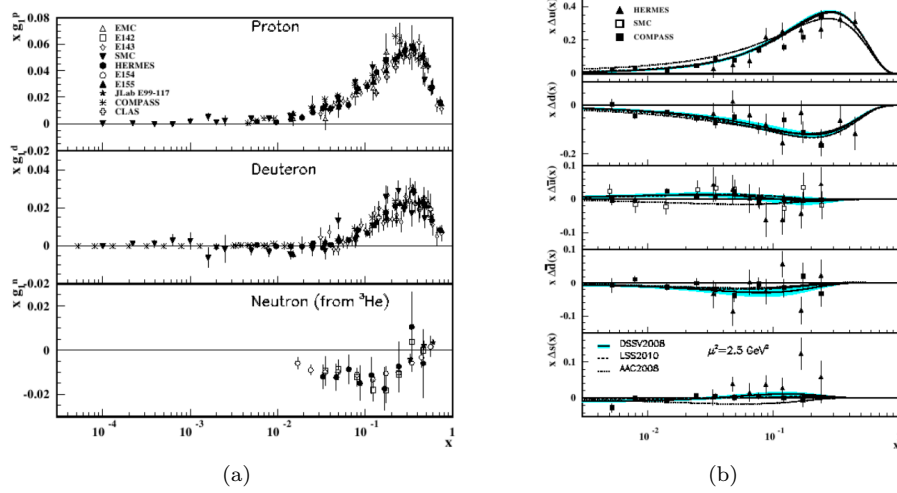 x g₁ᵖ
0.08
0.06
0.04
0.02
0
Proton
EMC
E142
E143
SMC
HERMES
E154
E155
JLab E99-117
COMPASS
CLAS
x g₁ᵈ
0.04
0.02
0
Deuteron
x g₁ⁿ
0.02
0
-0.02
Neutron (from ³He)
10⁻⁴
10⁻³
10⁻²
10⁻¹
1
x
(a)
x Δu(x)
0.4
0.2
0
HERMES
SMC
COMPASS
x Δd(x)
0
-0.2
x Δū(x)
0.1
0
-0.1
x Δd̄(x)
0.1
0
-0.1
x Δs(x)
0.1
0
DSSV2008
LSS2010
AAC2008
μ²=2.5 GeV²
10⁻²
10⁻¹
x
(b)